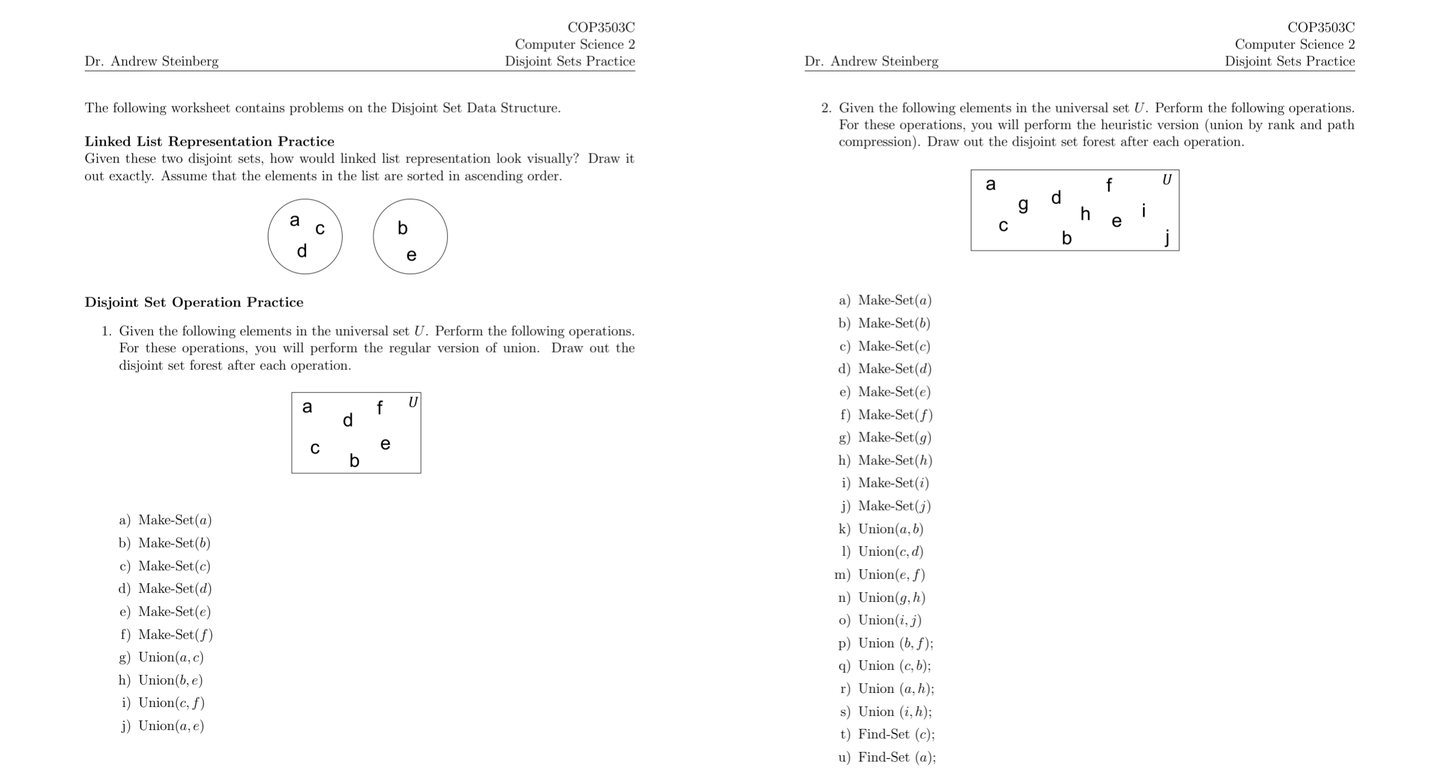 COP3503C
Computer Science 2
Dr. Andrew Steinberg Disjoint Sets Practice
The following worksheet contains problems on the Disjoint Set Data Structure.
Linked List Representation Practice
Given these two disjoint sets, how would linked list representation look visually? Draw it
out exactly. Assume that the elements in the list are sorted in ascending order.
a
c
d
b
e
Disjoint Set Operation Practice
1. Given the following elements in the universal set U. Perform the following operations.
For these operations, you will perform the regular version of union. Draw out the
disjoint set forest after each operation.
a
d
f
U
c
b
e
a) Make-Set(a)
b) Make-Set(b)
c) Make-Set(c)
d) Make-Set(d)
e) Make-Set(e)
f) Make-Set(f)
g) Union(a, c)
h) Union(b, e)
i) Union(c, f)
j) Union(a, e)
COP3503C
Computer Science 2
Dr. Andrew Steinberg Disjoint Sets Practice
2. Given the following elements in the universal set U. Perform the following operations.
For these operations, you will perform the heuristic version (union by rank and path
compression). Draw out the disjoint set forest after each operation.
a
g
d
f
U
c
h
e
i
b
j
a) Make-Set(a)
b) Make-Set(b)
c) Make-Set(c)
d) Make-Set(d)
e) Make-Set(e)
f) Make-Set(f)
g) Make-Set(g)
h) Make-Set(h)
i) Make-Set(i)
j) Make-Set(j)
k) Union(a, b)
l) Union(c, d)
m) Union(e, f)
n) Union(g, h)
o) Union(i, j)
p) Union (b, f);
q) Union (c, b);
r) Union (a, h);
s) Union (i, h);
t) Find-Set (c);
u) Find-Set (a);